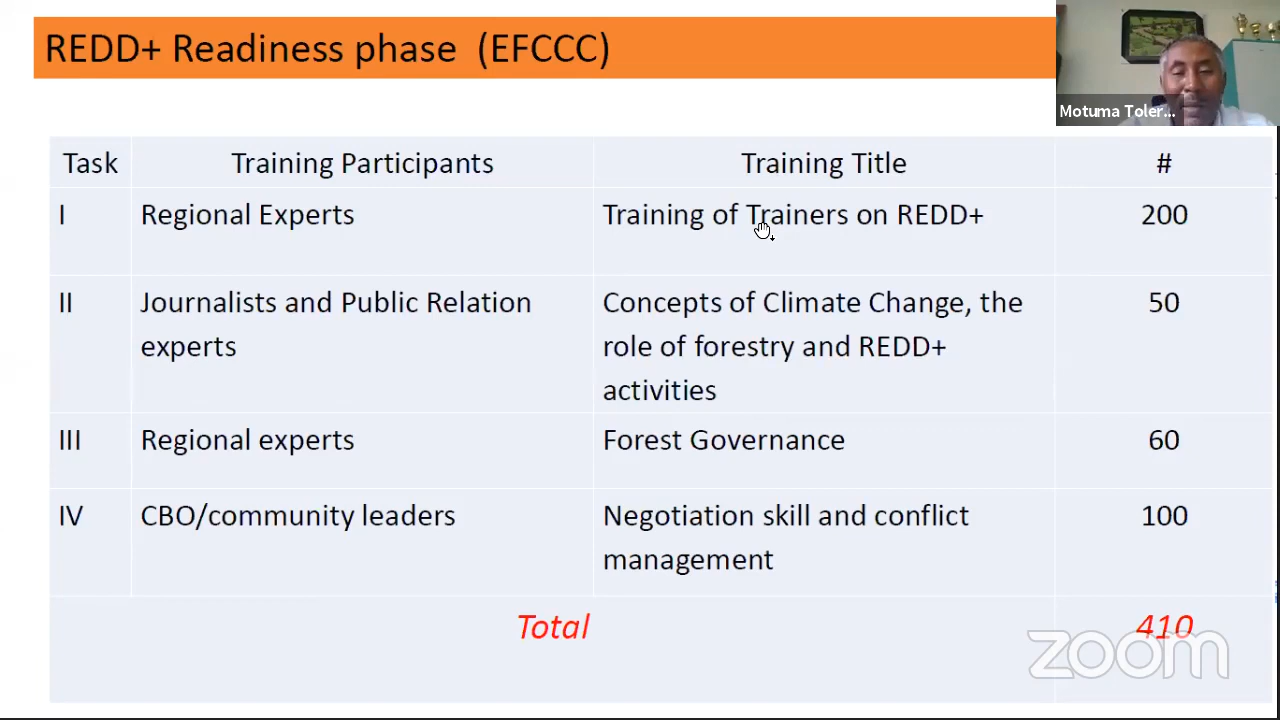 REDD+ Readiness phase (EFCCC)
Motuma Toler...
Task Training Participants Training Title #
I Regional Experts Training of Trainers on REDD+ 200
II Journalists and Public Relation experts Concepts of Climate Change, the role of forestry and REDD+ activities 50
III Regional experts Forest Governance 60
IV CBO/community leaders Negotiation skill and conflict management 100
Total 410
zoom